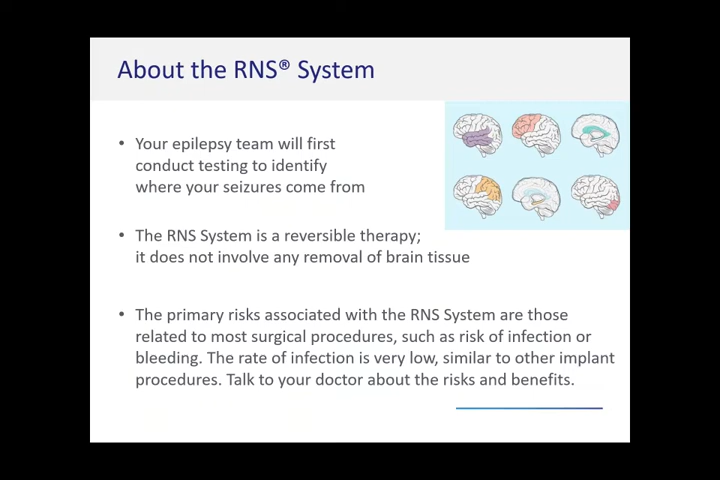 About the RNS® System
• Your epilepsy team will first
conduct testing to identify
where your seizures come from
• The RNS System is a reversible therapy;
it does not involve any removal of brain tissue
• The primary risks associated with the RNS System are those
related to most surgical procedures, such as risk of infection or
bleeding. The rate of infection is very low, similar to other implant
procedures. Talk to your doctor about the risks and benefits.